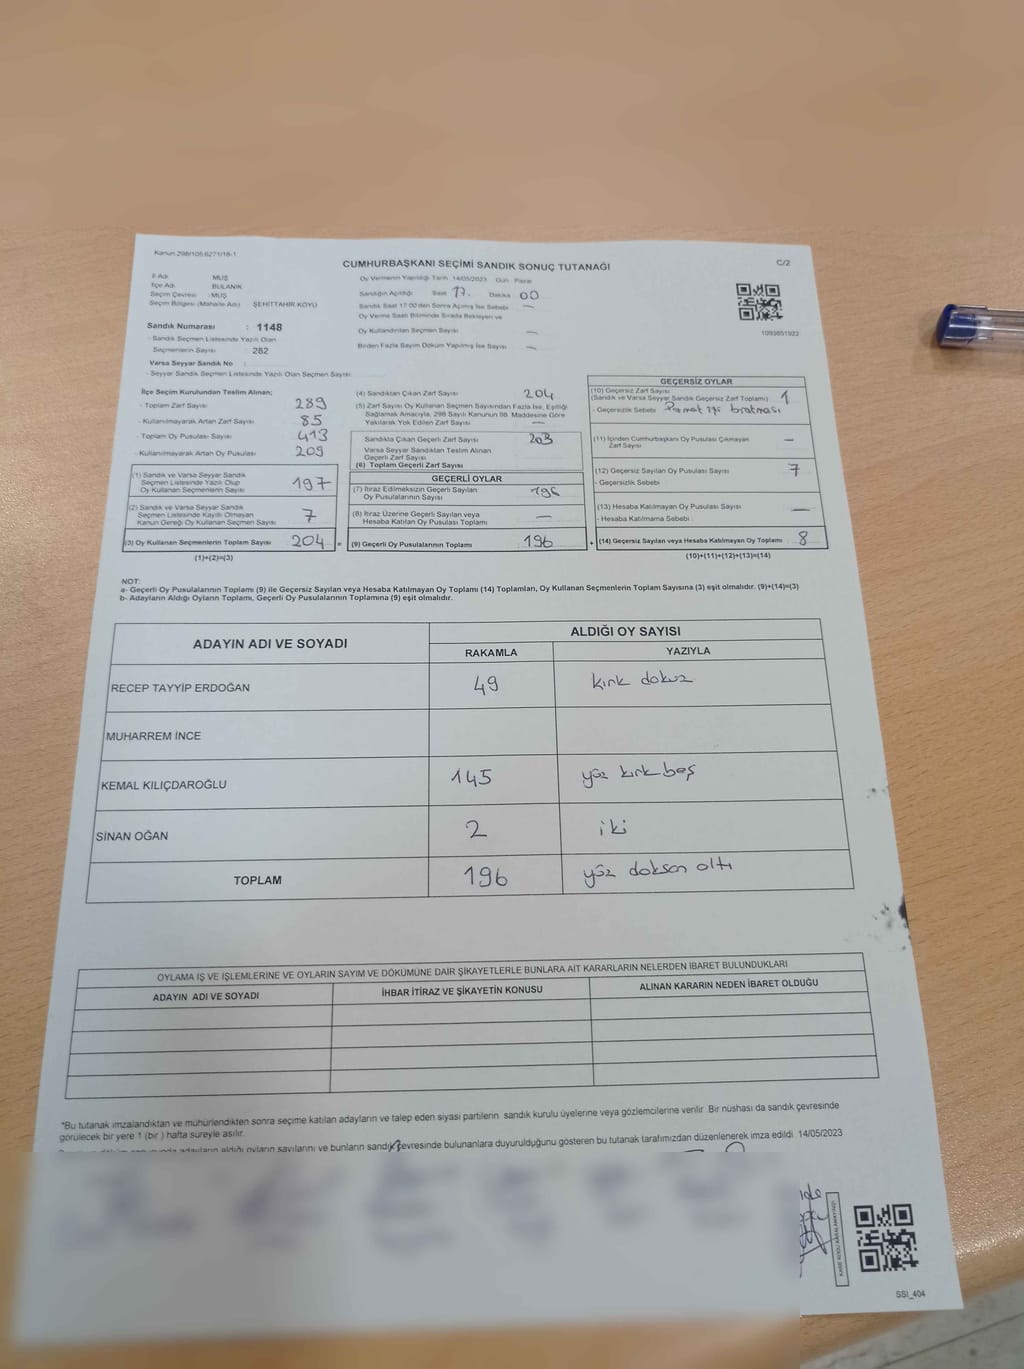 Kanun:298/105 6271/18-1
CUMHURBAŞKANI SEÇİMİ SANDIK SONUÇ TUTANAĞI
C/2
İl Adı : MUŞ
İlçe Adı : BULANIK
Seçim Çevresi : MUŞ
Seçim Bölgesi (Mahalle Adı) : ŞEHİTTAHİR KÖYÜ
Sandık Numarası : 1148
- Sandık Seçmen Listesinde Yazılı Olan
Seçmenlerin Sayısı : 282
Varsa Seyyar Sandık No :
- Seyyar Sandık Seçmen Listesinde Yazılı Olan Seçmen Sayısı
Oy Vermenin Yapıldığı Tarih 14/05/2023 Gün Pazar
Sandığın Açıldığı Saat 17. Dakika 00
Sandık Saat 17:00'den Sonra Açılmış İse Sebebi —
Oy Verme Saati Bitiminde Sırada Bekleyen ve
Oy Kullandırılan Seçmen Sayısı —
Birden Fazla Sayım Döküm Yapılmış İse Sayısı —
1093851922
İlçe Seçim Kurulundan Teslim Alınan;
- Toplam Zarf Sayısı 289
- Kullanılmayarak Artan Zarf Sayısı 85
- Toplam Oy Pusulası Sayısı 413
- Kullanılmayarak Artan Oy Pusulası 209
(1) Sandık ve Varsa Seyyar Sandık
Seçmen Listesinde Yazılı Olup
Oy Kullanan Seçmenlerin Sayısı 197
(2) Sandık ve Varsa Seyyar Sandık
Seçmen Listesinde Kayıtlı Olmayan
Kanun Gereği Oy Kullanan Seçmen Sayısı 7
(3) Oy Kullanan Seçmenlerin Toplam Sayısı 204 =
(1)+(2)=(3)
(4) Sandıktan Çıkan Zarf Sayısı 204
(5) Zarf Sayısı Oy Kullanan Seçmen Sayısından Fazla İse, Eşitliği
Sağlamak Amacıyla, 298 Sayılı Kanunun 98. Maddesine Göre
Yakılarak Yok Edilen Zarf Sayısı —
Sandıkta Çıkan Geçerli Zarf Sayısı 203
Varsa Seyyar Sandıktan Teslim Alınan
Geçerli Zarf Sayısı
(6) Toplam Geçerli Zarf Sayısı
GEÇERLİ OYLAR
(7) İtiraz Edilmeksizin Geçerli Sayılan
Oy Pusulalarının Sayısı 196
(8) İtiraz Üzerine Geçerli Sayılan veya
Hesaba Katılan Oy Pusulası Toplamı —
(9) Geçerli Oy Pusulalarının Toplamı 196 +
GEÇERSİZ OYLAR
(10) Geçersiz Zarf Sayısı
(Sandık ve Varsa Seyyar Sandık Geçersiz Zarf Toplamı) 1
- Geçersizlik Sebebi
(11) İçinden Cumhurbaşkanı Oy Pusulası Çıkmayan
Zarf Sayısı —
(12) Geçersiz Sayılan Oy Pusulası Sayısı 7
- Geçersizlik Sebebi
(13) Hesaba Katılmayan Oy Pusulası Sayısı —
- Hesaba Katılmama Sebebi
(14) Geçersiz Sayılan veya Hesaba Katılmayan Oy Toplamı 8
(10)+(11)+(12)+(13)=(14)
NOT:
a- Geçerli Oy Pusulalarının Toplamı (9) ile Geçersiz Sayılan veya Hesaba Katılmayan Oy Toplamı (14) Toplamları, Oy Kullanan Seçmenlerin Toplam Sayısına (3) eşit olmalıdır. (9)+(14)=(3)
b- Adayların Aldığı Oyların Toplamı, Geçerli Oy Pusulalarının Toplamına (9) eşit olmalıdır.
ADAYIN ADI VE SOYADI
ALDIĞI OY SAYISI
RAKAMLA YAZIYLA
RECEP TAYYİP ERDOĞAN 49 kırk dokuz
MUHARREM İNCE
KEMAL KILIÇDAROĞLU 145 yüz kırk beş
SİNAN OĞAN 2 iki
TOPLAM 196 yüz doksan altı
OYLAMA İŞ VE İŞLEMLERİNE VE OYLARIN SAYIM VE DÖKÜMÜNE DAİR ŞİKAYETLERLE BUNLARA AİT KARARLARIN NELERDEN İBARET BULUNDUKLARI
ADAYIN ADI VE SOYADI İHBAR İTİRAZ VE ŞİKAYETİN KONUSU ALINAN KARARIN NEDEN İBARET OLDUĞU
"Bu tutanak imzalandıktan ve mühürlendikten sonra seçime katılan adayların ve talep eden siyasi partilerin sandık kurulu üyelerine veya gözlemcilerine verilir. Bir nüshası da sandık çevresinde
görülecek bir yere 1 (bir) hafta süreyle asılır.
adayların aldığı oyların sayılarını ve bunların sandık çevresinde bulunanlara duyurulduğunu gösteren bu tutanak tarafımızdan düzenlenerek imza edildi. 14/05/2023
KARE KODU KARALAMAYINIZ!
SSI_404